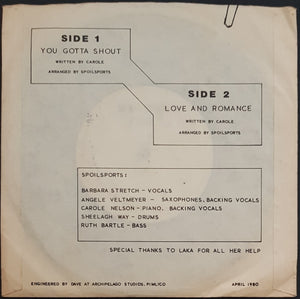 SIDE 1
YOU GOTTA SHOUT
WRITTEN BY CAROLE
ARRANGED BY SPOILSPORTS
SIDE 2
LOVE AND ROMANCE
WRITTEN BY CAROLE
ARRANGED BY SPOILSPORTS
SPOILSPORTS:
BARBARA STRETCH - VOCALS
ANGELE VELTMEYER - SAXOPHONES, BACKING VOCALS
CAROLE NELSON - PIANO, BACKING VOCALS
SHEELAGH WAY - DRUMS
RUTH BARTLE - BASS
SPECIAL THANKS TO LAKA FOR ALL HER HELP
ENGINEERED BY DAVE AT ARCHIPELAGO STUDIOS, PIMLICO
APRIL 1980